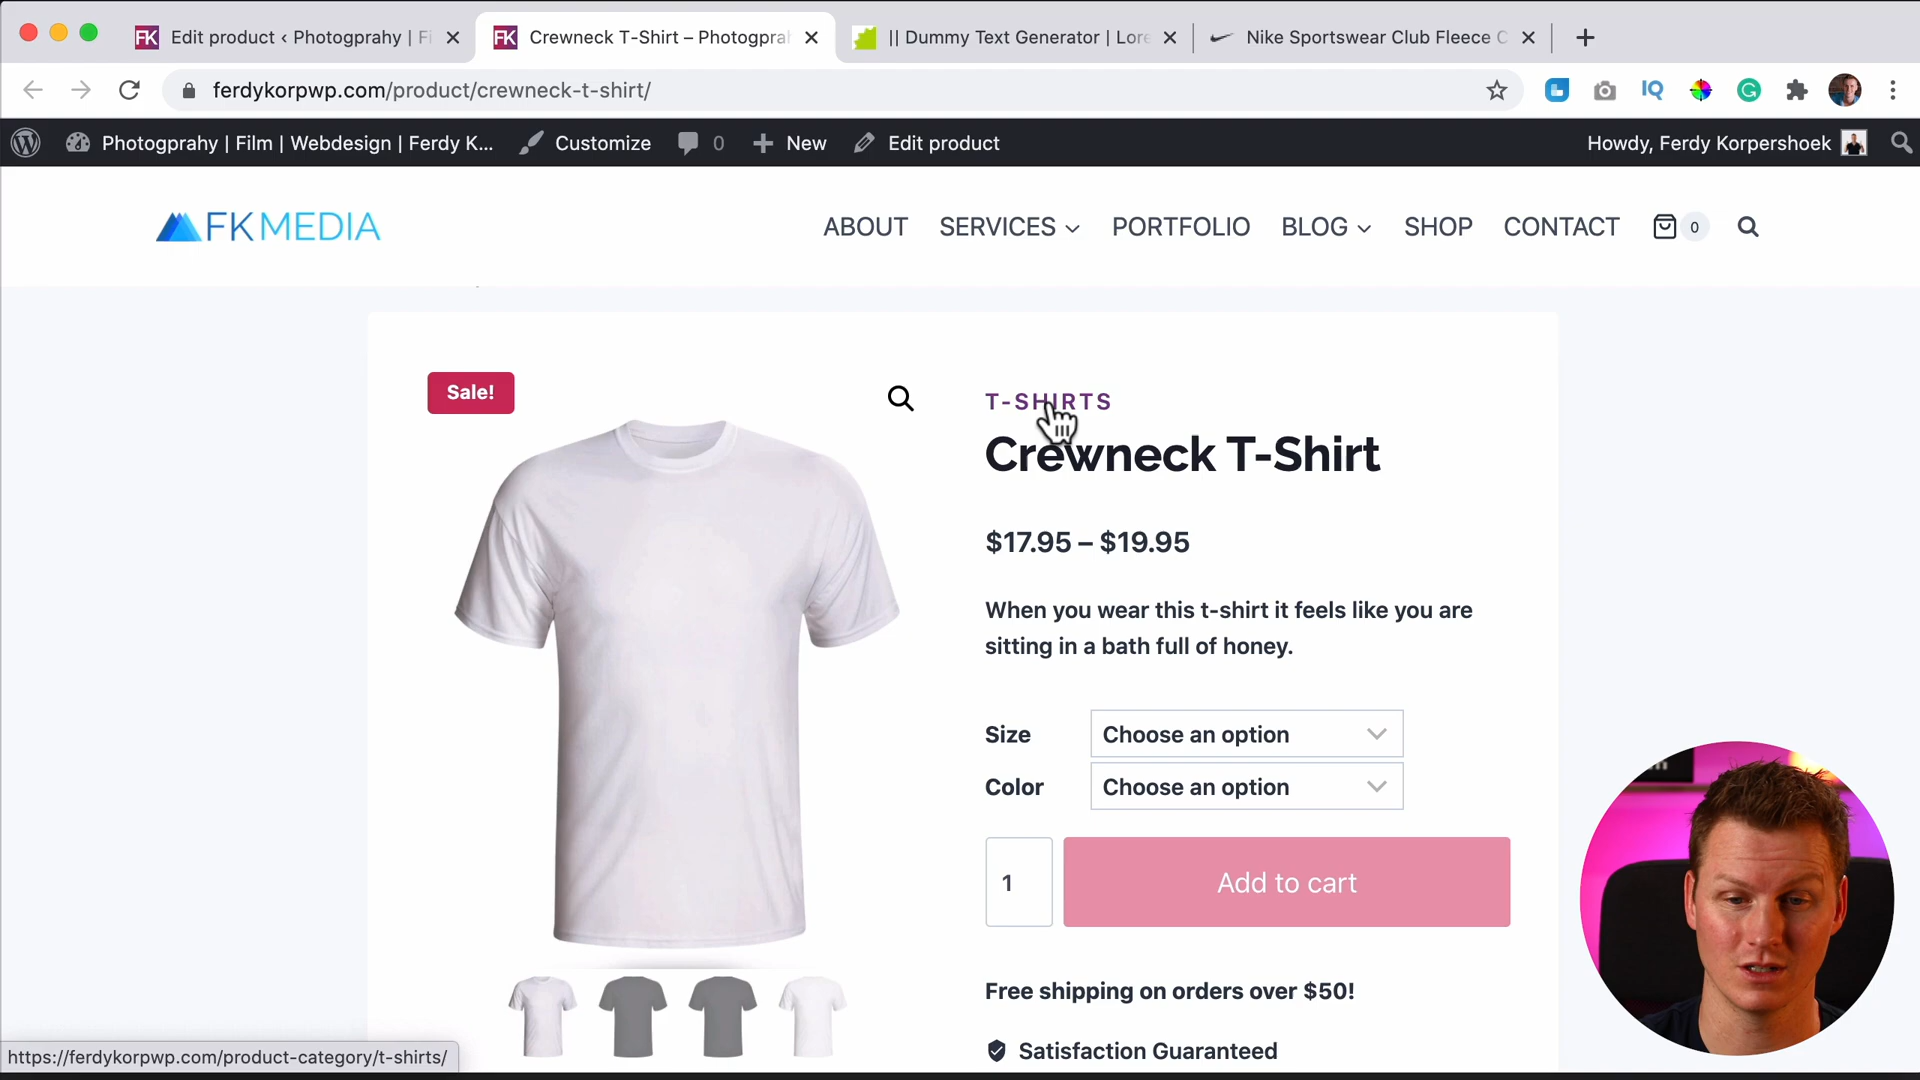 Edit product ‹ Photogprahy | Fi
Crewneck T-Shirt – Photogprah
|| Dummy Text Generator | Lore
Nike Sportswear Club Fleece C
ferdykorpwp.com/product/crewneck-t-shirt/
Photogprahy | Film | Webdesign | Ferdy K...
Customize
0
New
Edit product
Howdy, Ferdy Korpershoek
FK MEDIA
ABOUT
SERVICES
PORTFOLIO
BLOG
SHOP
CONTACT
0
Sale!
T-SHIRTS
Crewneck T-Shirt
$17.95 – $19.95
When you wear this t-shirt it feels like you are
sitting in a bath full of honey.
Size
Choose an option
Color
Choose an option
1
Add to cart
Free shipping on orders over $50!
Satisfaction Guaranteed
https://ferdykorpwp.com/product-category/t-shirts/